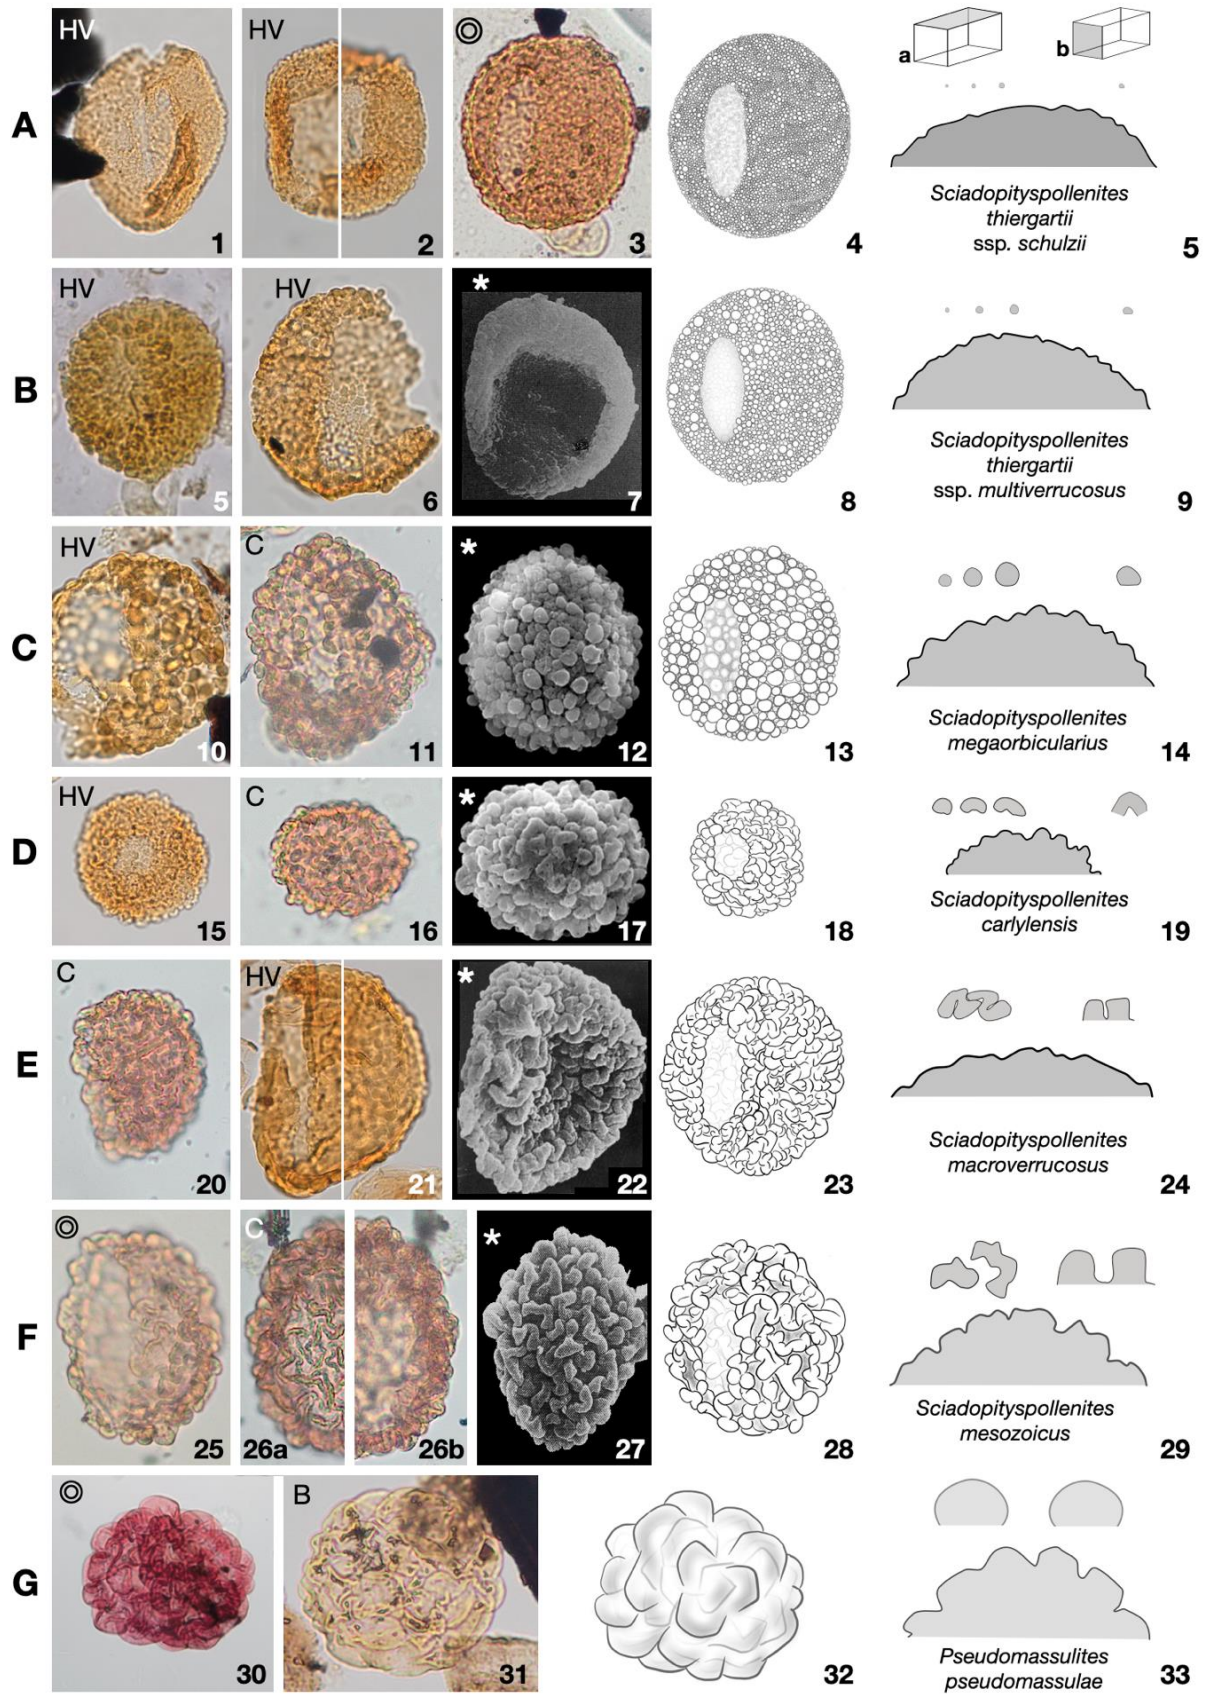 A
HV
1
HV
2
3
4
a
b
Sciadopityspollenites
thiergartii
ssp. schulzii
5
B
HV
5
HV
6
*
7
8
Sciadopityspollenites
thiergartii
ssp. multiverrucosus
9
C
HV
10
C
11
*
12
13
Sciadopityspollenites
megaorbicularius
14
D
HV
15
C
16
*
17
18
Sciadopityspollenites
carlylensis
19
E
C
20
HV
21
*
22
23
Sciadopityspollenites
macroverrucosus
24
F
25
C
26a
26b
*
27
28
Sciadopityspollenites
mesozoicus
29
G
30
B
31
32
Pseudomassulites
pseudomassulae
33